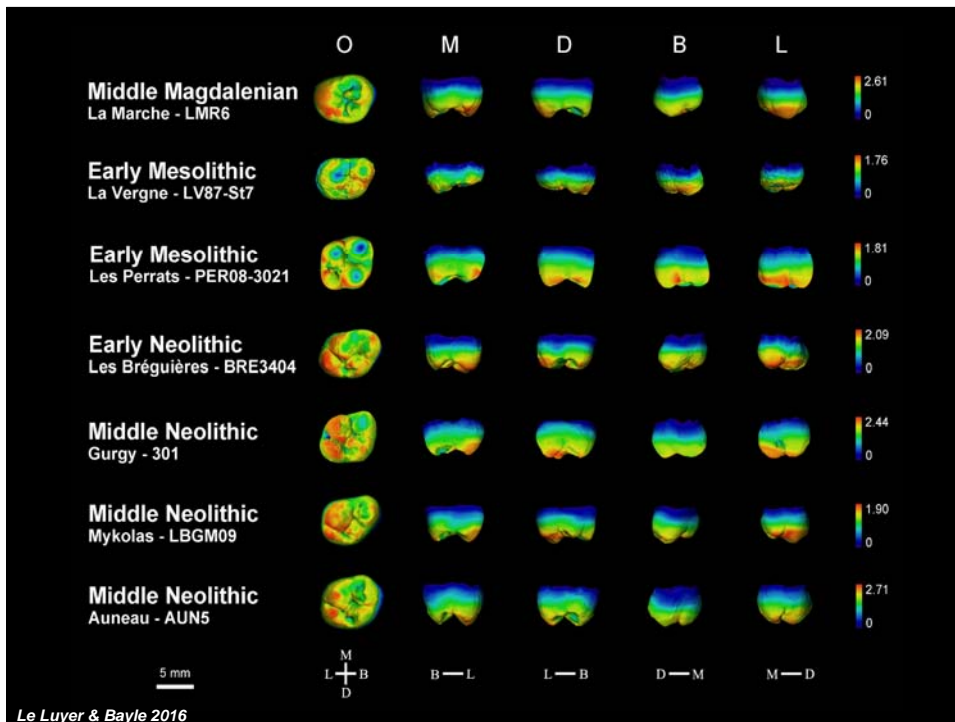 O M D B L
Middle Magdalenian
La Marche - LMR6
2.61
0
Early Mesolithic
La Vergne - LV87-St7
1.76
0
Early Mesolithic
Les Perrats - PER08-3021
1.81
0
Early Neolithic
Les Bréguières - BRE3404
2.09
0
Middle Neolithic
Gurgy - 301
2.44
0
Middle Neolithic
Mykolas - LBGM09
1.90
0
Middle Neolithic
Auneau - AUN5
2.71
0
5 mm
M
L B
D
B — L
L — B
D — M
M — D
Le Luyer & Bayle 2016